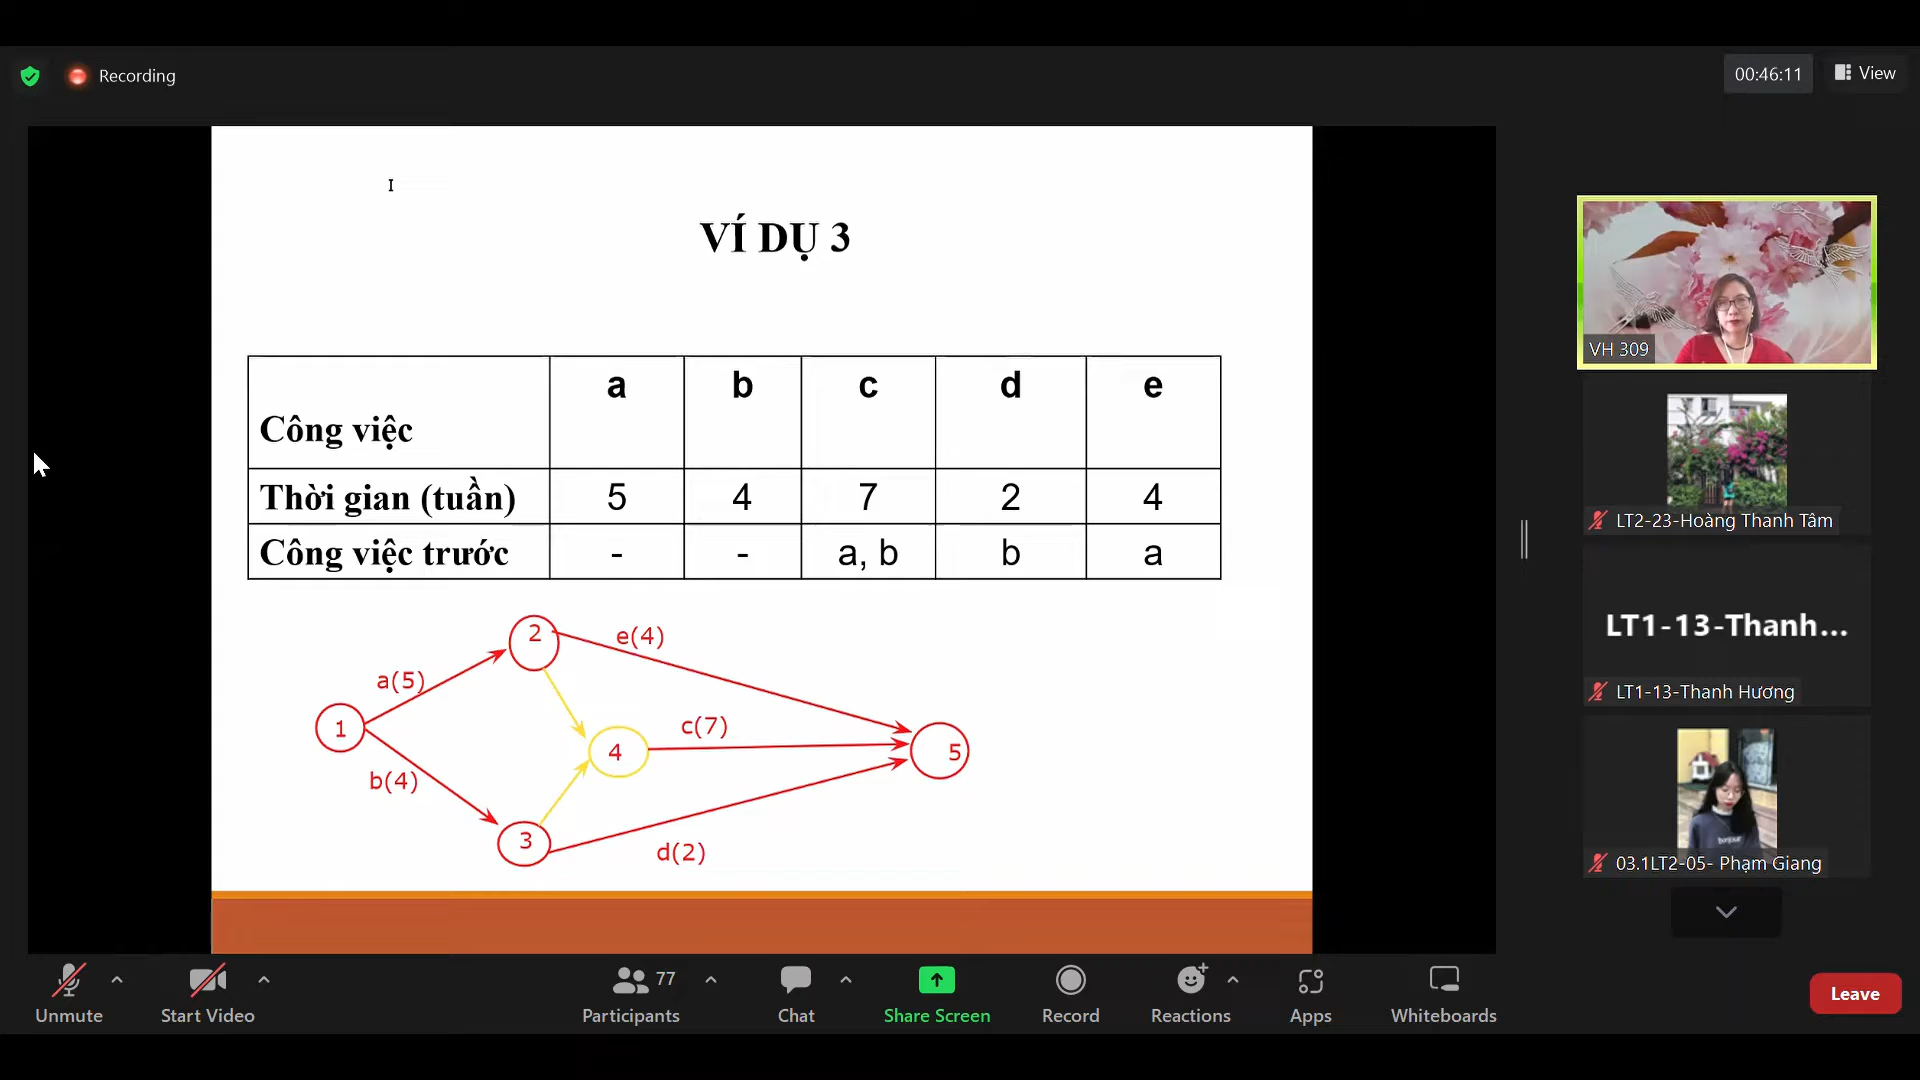 Recording
00:46:11
View
VÍ DỤ 3
Công việc a b c d e
Thời gian (tuần) 5 4 7 2 4
Công việc trước - - a, b b a
2
e(4)
a(5)
1
c(7)
4
5
b(4)
3
d(2)
VH 309
LT2-23-Hoàng Thanh Tâm
LT1-13-Thanh...
LT1-13-Thanh Hương
03.1LT2-05- Phạm Giang
Unmute
Start Video
77
Participants
Chat
Share Screen
Record
Reactions
Apps
Whiteboards
Leave